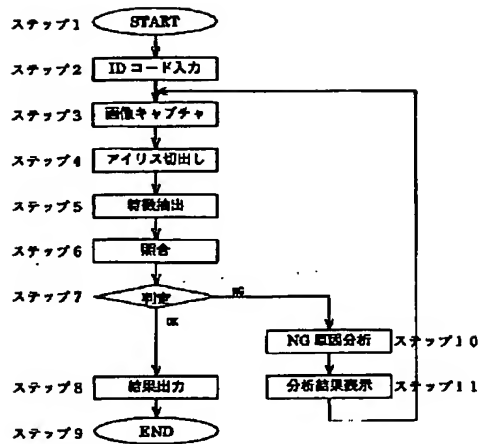 ステップ1 START
ステップ2 IDコード入力
ステップ3 画像キャプチャ
ステップ4 アイリス切出し
ステップ5 特徴抽出
ステップ6 照合
ステップ7 判定 NG
OK
NG原因分析 ステップ10
ステップ8 結果出力 分析結果表示 ステップ11
ステップ9 END